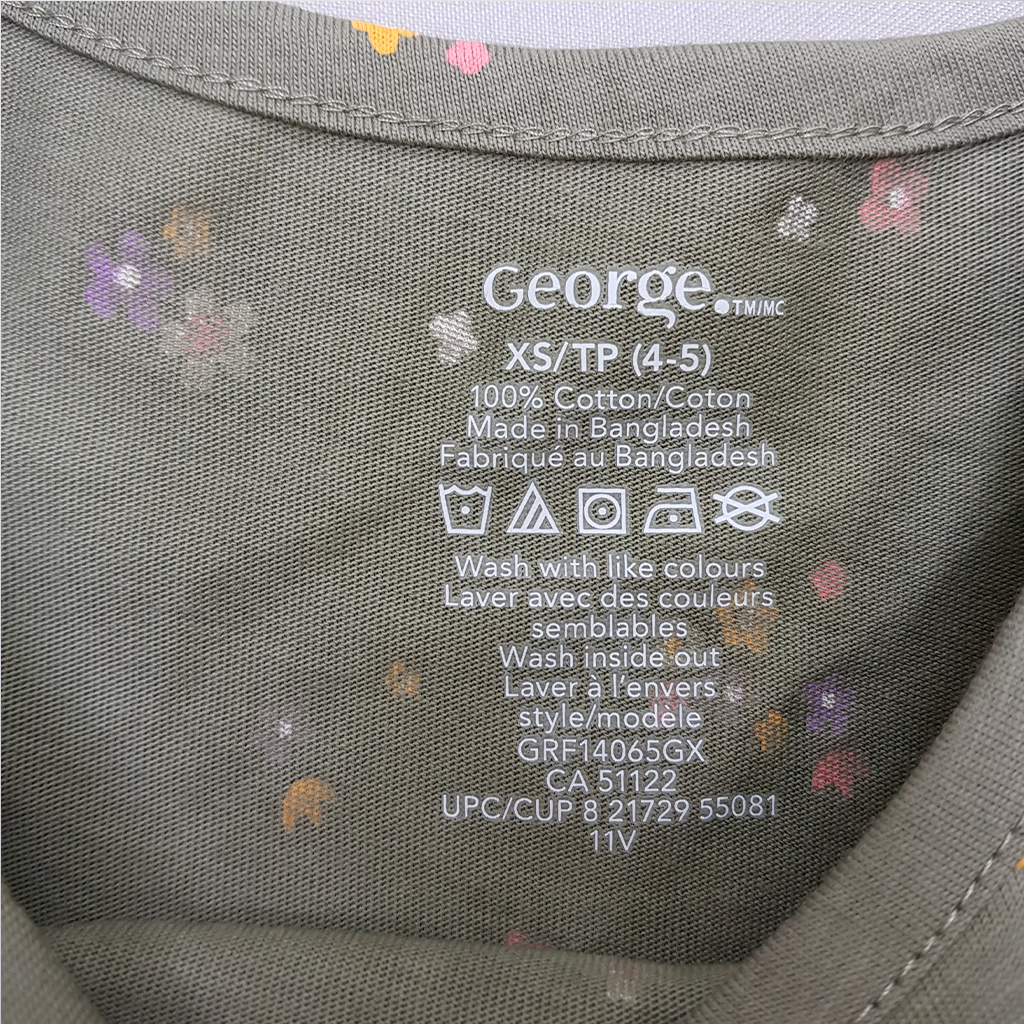 George.TM/MC
XS/TP (4-5)
100% Cotton/Coton
Made in Bangladesh
Fabriqué au Bangladesh
Wash with like colours
Laver avec des couleurs
semblables
Wash inside out
Laver à l'envers
style/modèle
GRF14065GX
CA 51122
UPC/CUP 8 21729 55081
11V